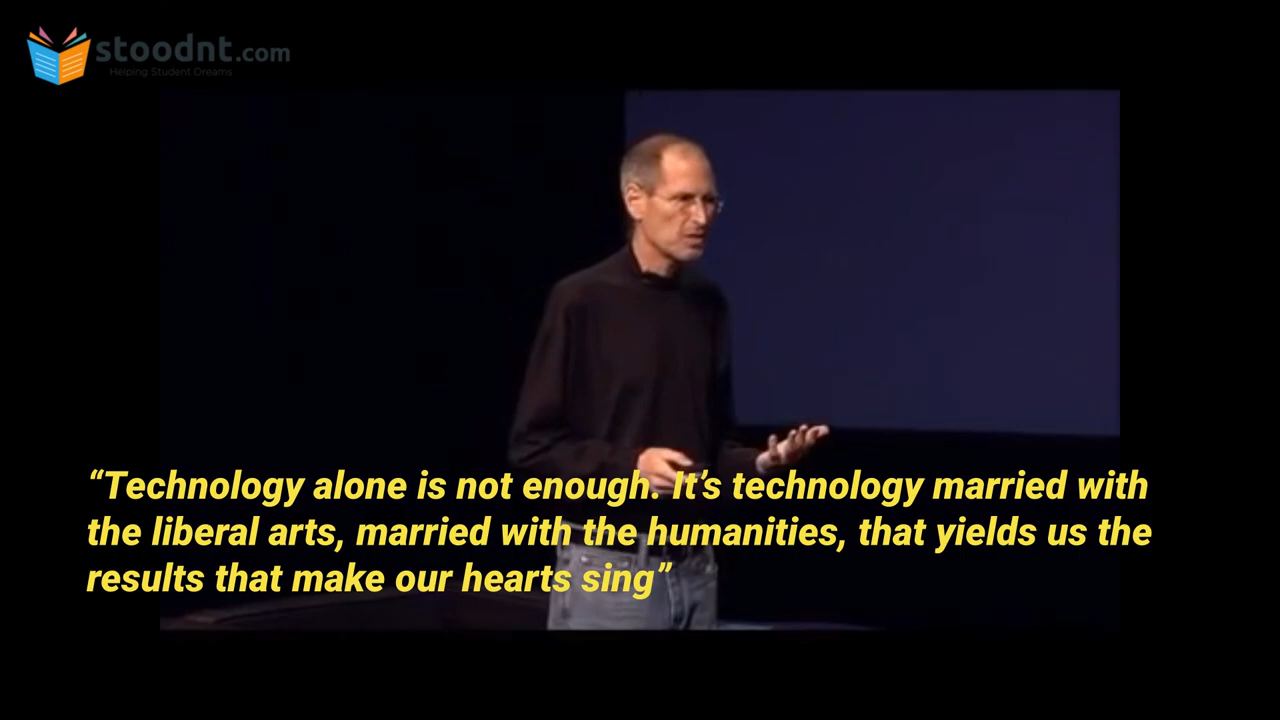 stoodnt.com
Helping Student Dreams
“Technology alone is not enough. It’s technology married with
the liberal arts, married with the humanities, that yields us the
results that make our hearts sing”